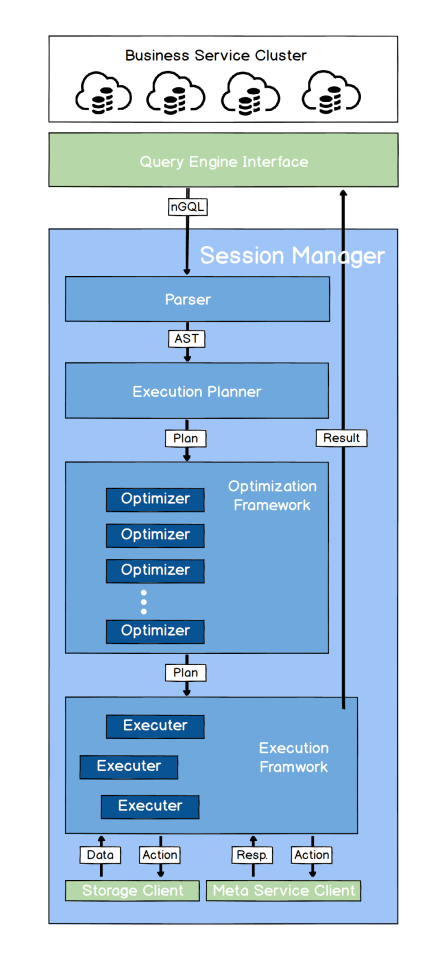 Business Service Cluster
Query Engine Interface
nGQL
Session Manager
Parser
AST
Execution Planner
Plan
Result
Optimization
Framework
Optimizer
Optimizer
Optimizer
Optimizer
Plan
Executer
Execution
Framwork
Executer
Executer
Data
Action
Resp.
Action
Storage Client
Meta Service Client